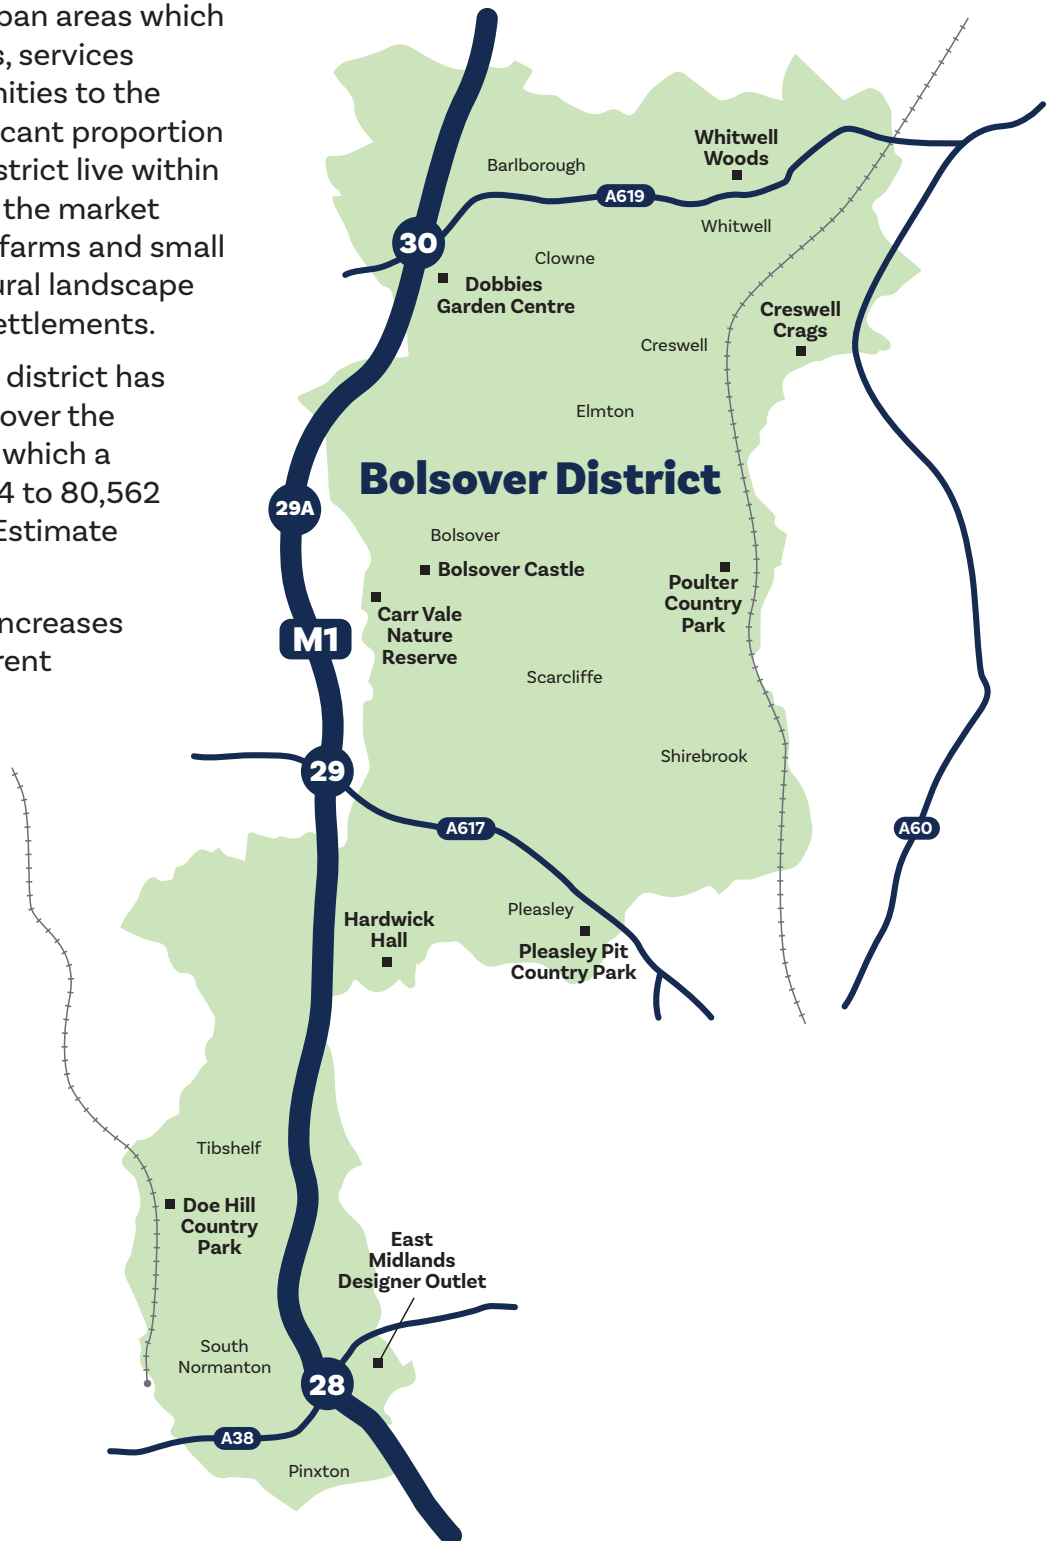 ban areas which
s, services
nities to the
icant proportion
strict live within
the market
farms and small
ural landscape
ettlements.
district has
over the
which a
4 to 80,562
Estimate
ncreases
rent
Whitwell
Woods
Barlborough
A619
Whitwell
30
Clowne
Dobbies
Garden Centre
Creswell
Crags
Creswell
Elmton
Bolsover District
29A
Bolsover
Bolsover Castle
Poulter
Country
Park
Carr Vale
Nature
Reserve
M1
Scarcliffe
Shirebrook
29
A617
A60
Hardwick
Hall
Pleasley
Pleasley Pit
Country Park
Tibshelf
Doe Hill
Country
Park
East
Midlands
Designer Outlet
South
Normanton
28
A38
Pinxton